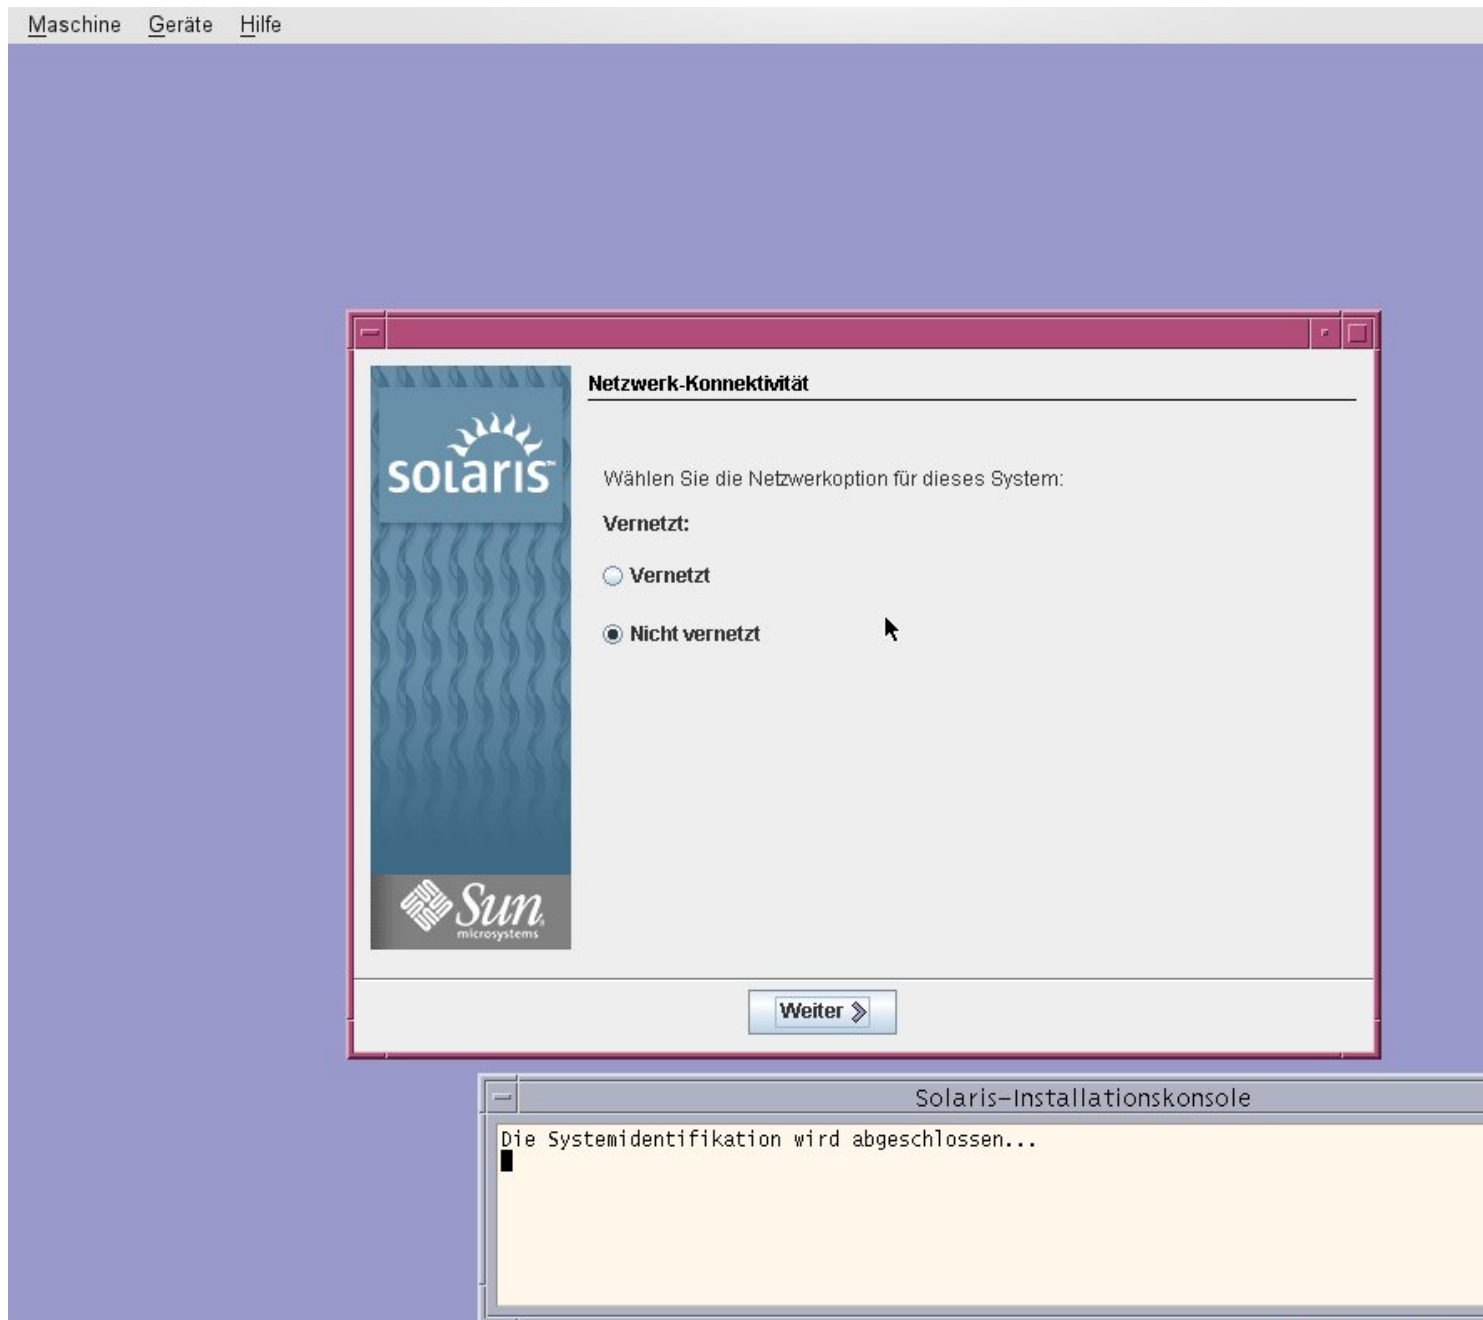 Maschine Geräte Hilfe
Netzwerk-Konnektivität
solaris™
Wählen Sie die Netzwerkoption für dieses System:
Vernetzt:
Vernetzt
Nicht vernetzt
Sun
microsystems
Weiter
Solaris-Installationskonsole
Die Systemidentifikation wird abgeschlossen...